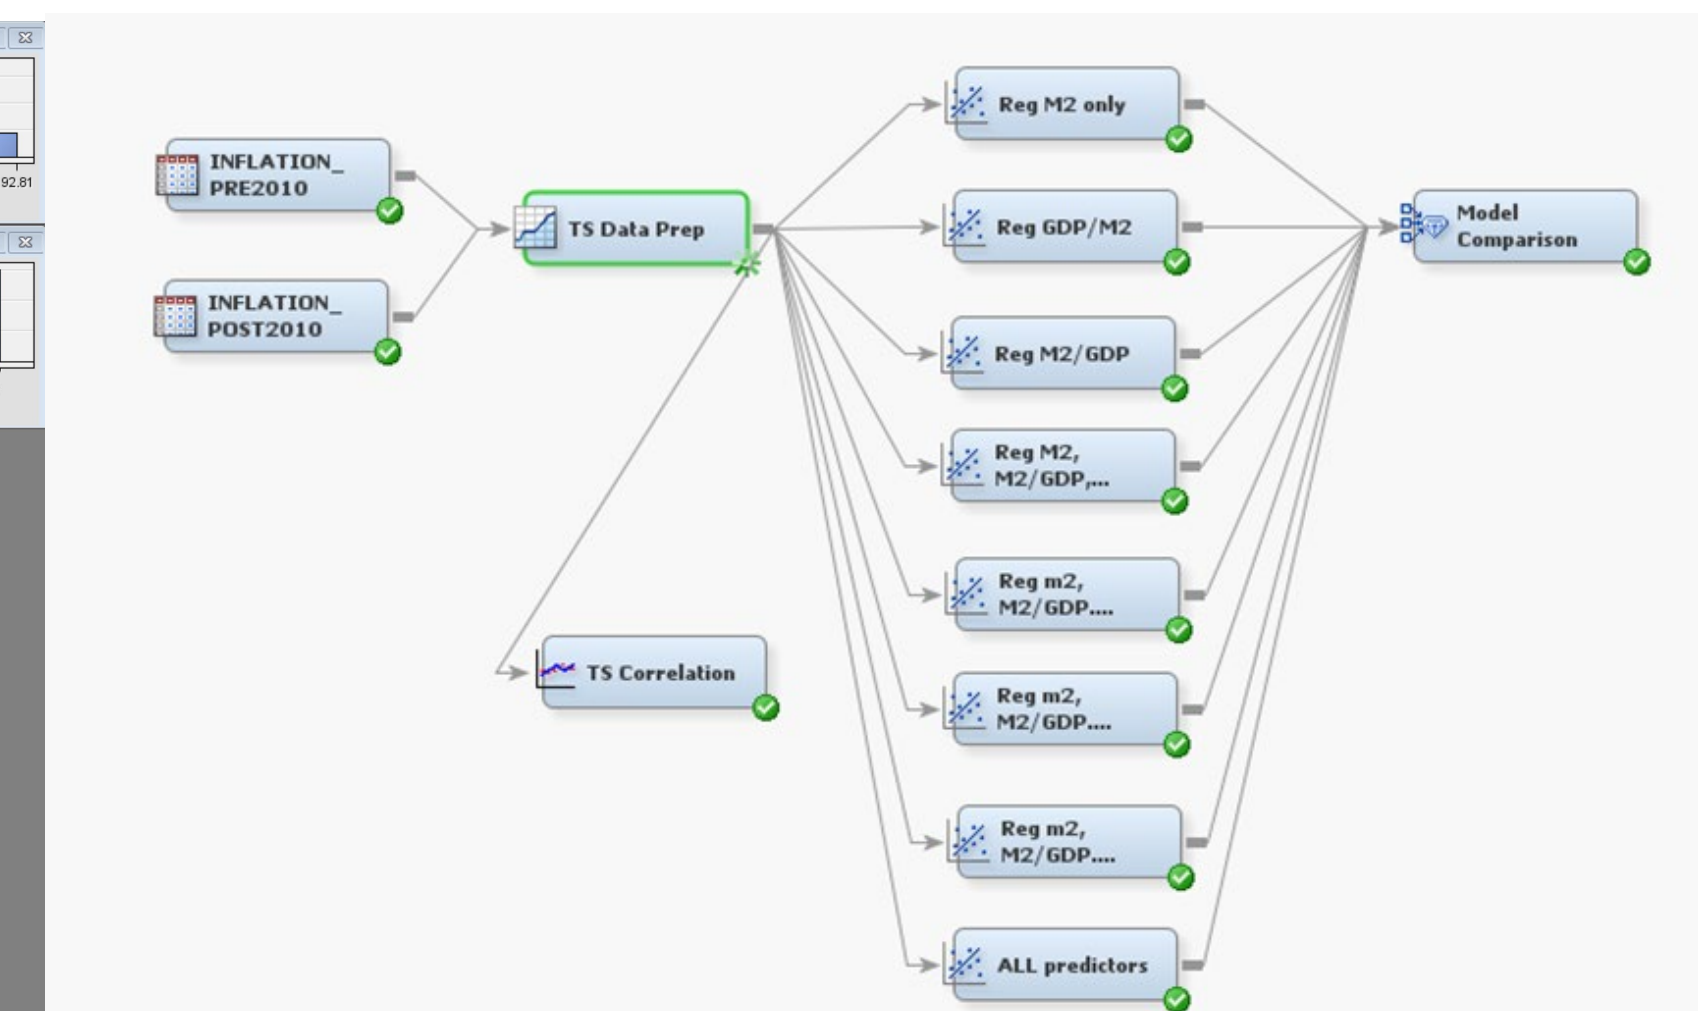 92.81
INFLATION_
PRE2010
INFLATION_
POST2010
TS Data Prep
TS Correlation
Reg M2 only
Reg GDP/M2
Reg M2/GDP
Reg M2,
M2/GDP,...
Reg m2,
M2/GDP....
Reg m2,
M2/GDP....
Reg m2,
M2/GDP....
ALL predictors
Model
Comparison